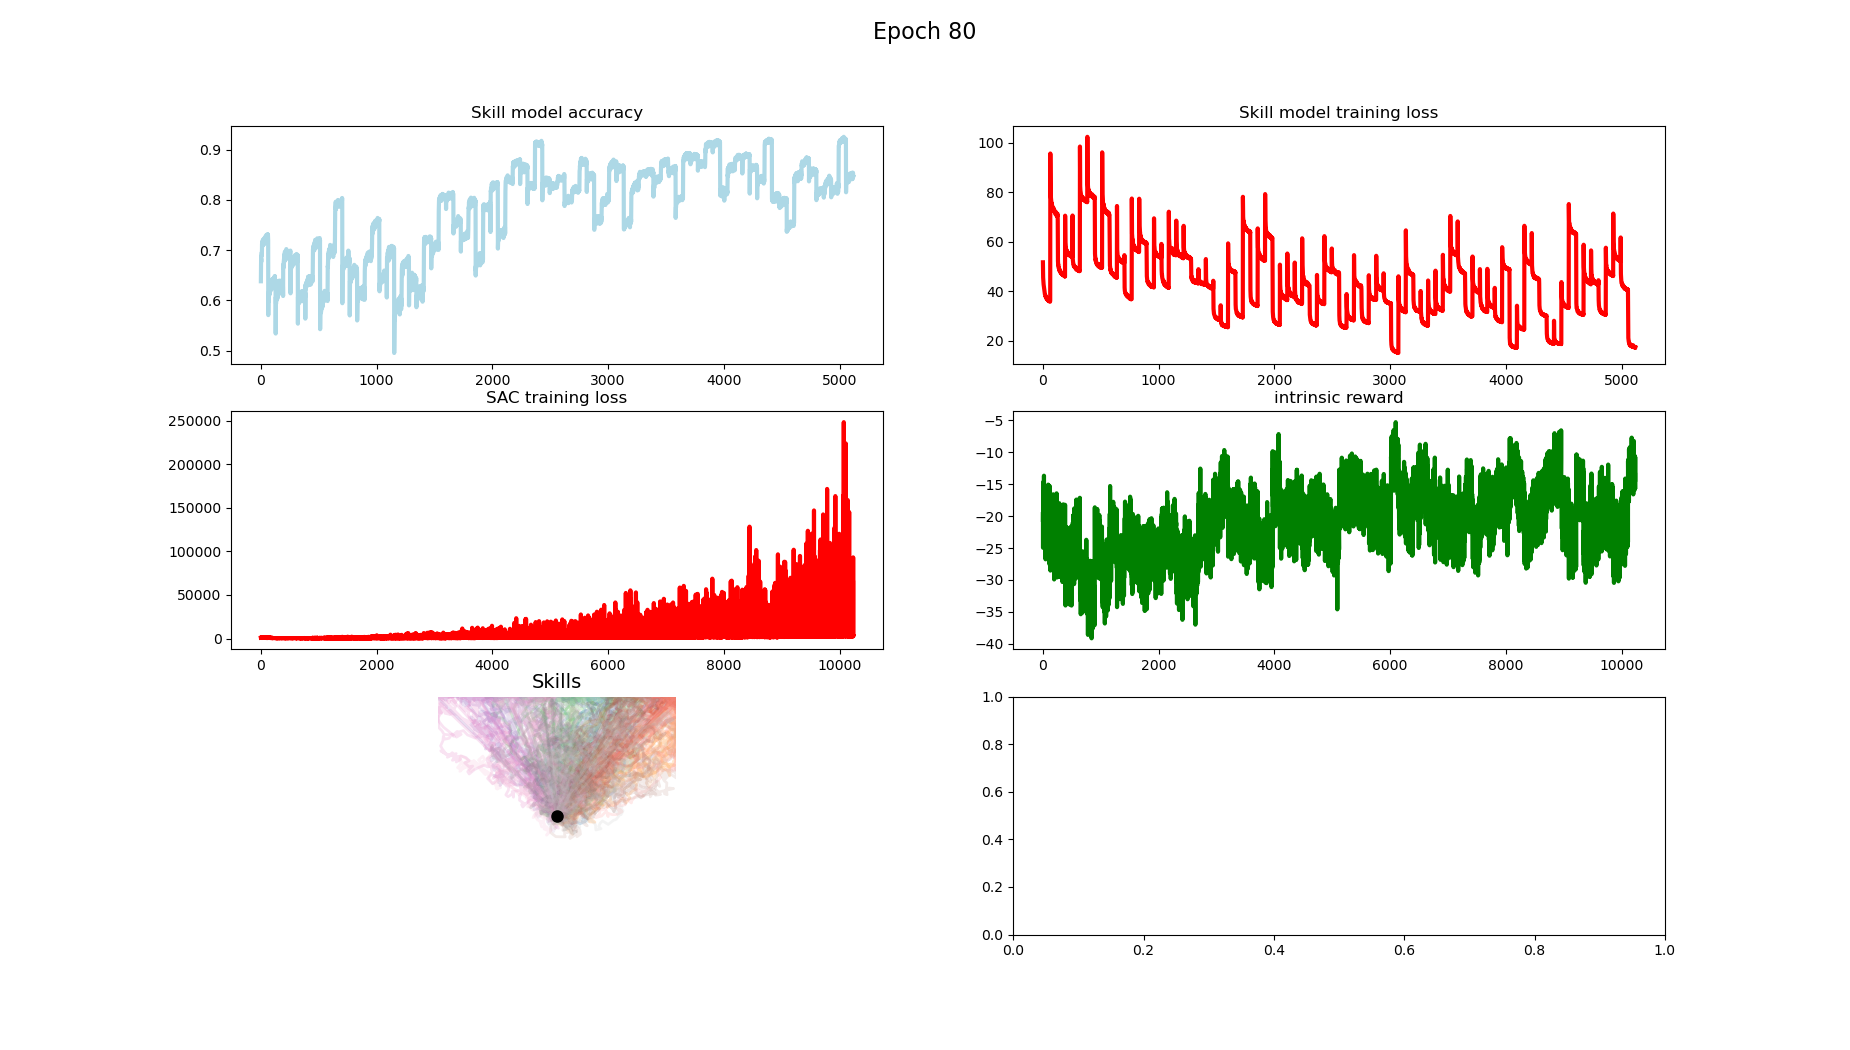 Epoch 80
Skill model accuracy
0.9
0.8
0.7
0.6
0.5
0 1000 2000 3000 4000 5000
Skill model training loss
100
80
60
40
20
0 1000 2000 3000 4000 5000
SAC training loss
250000
200000
150000
100000
50000
0
0 2000 4000 6000 8000 10000
intrinsic reward
−5
−10
−15
−20
−25
−30
−35
−40
0 2000 4000 6000 8000 10000
Skills
1.0
0.8
0.6
0.4
0.2
0.0
0.0 0.2 0.4 0.6 0.8 1.0